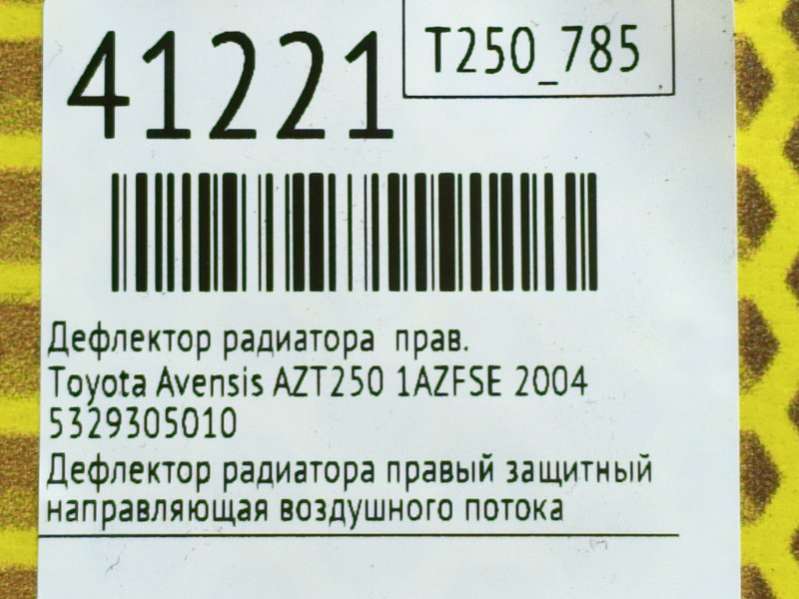 41221
T250_785
Дефлектор радиатора прав.
Toyota Avensis AZT250 1AZFSE 2004
5329305010
Дефлектор радиатора правый защитный
направляющая воздушного потока